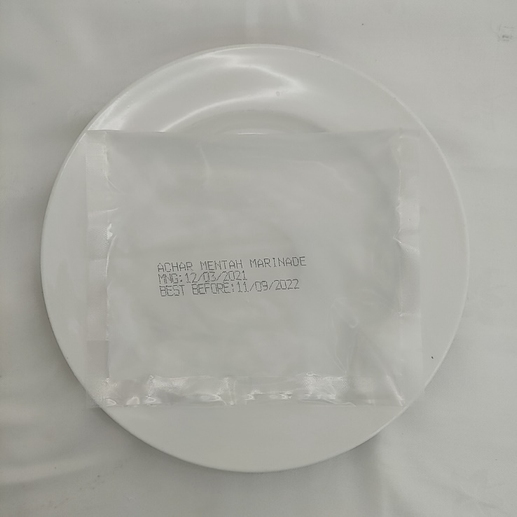 ACHAR MENTAH MARINADE
MNG:12/03/2021
BEST BEFORE:11/09/2022